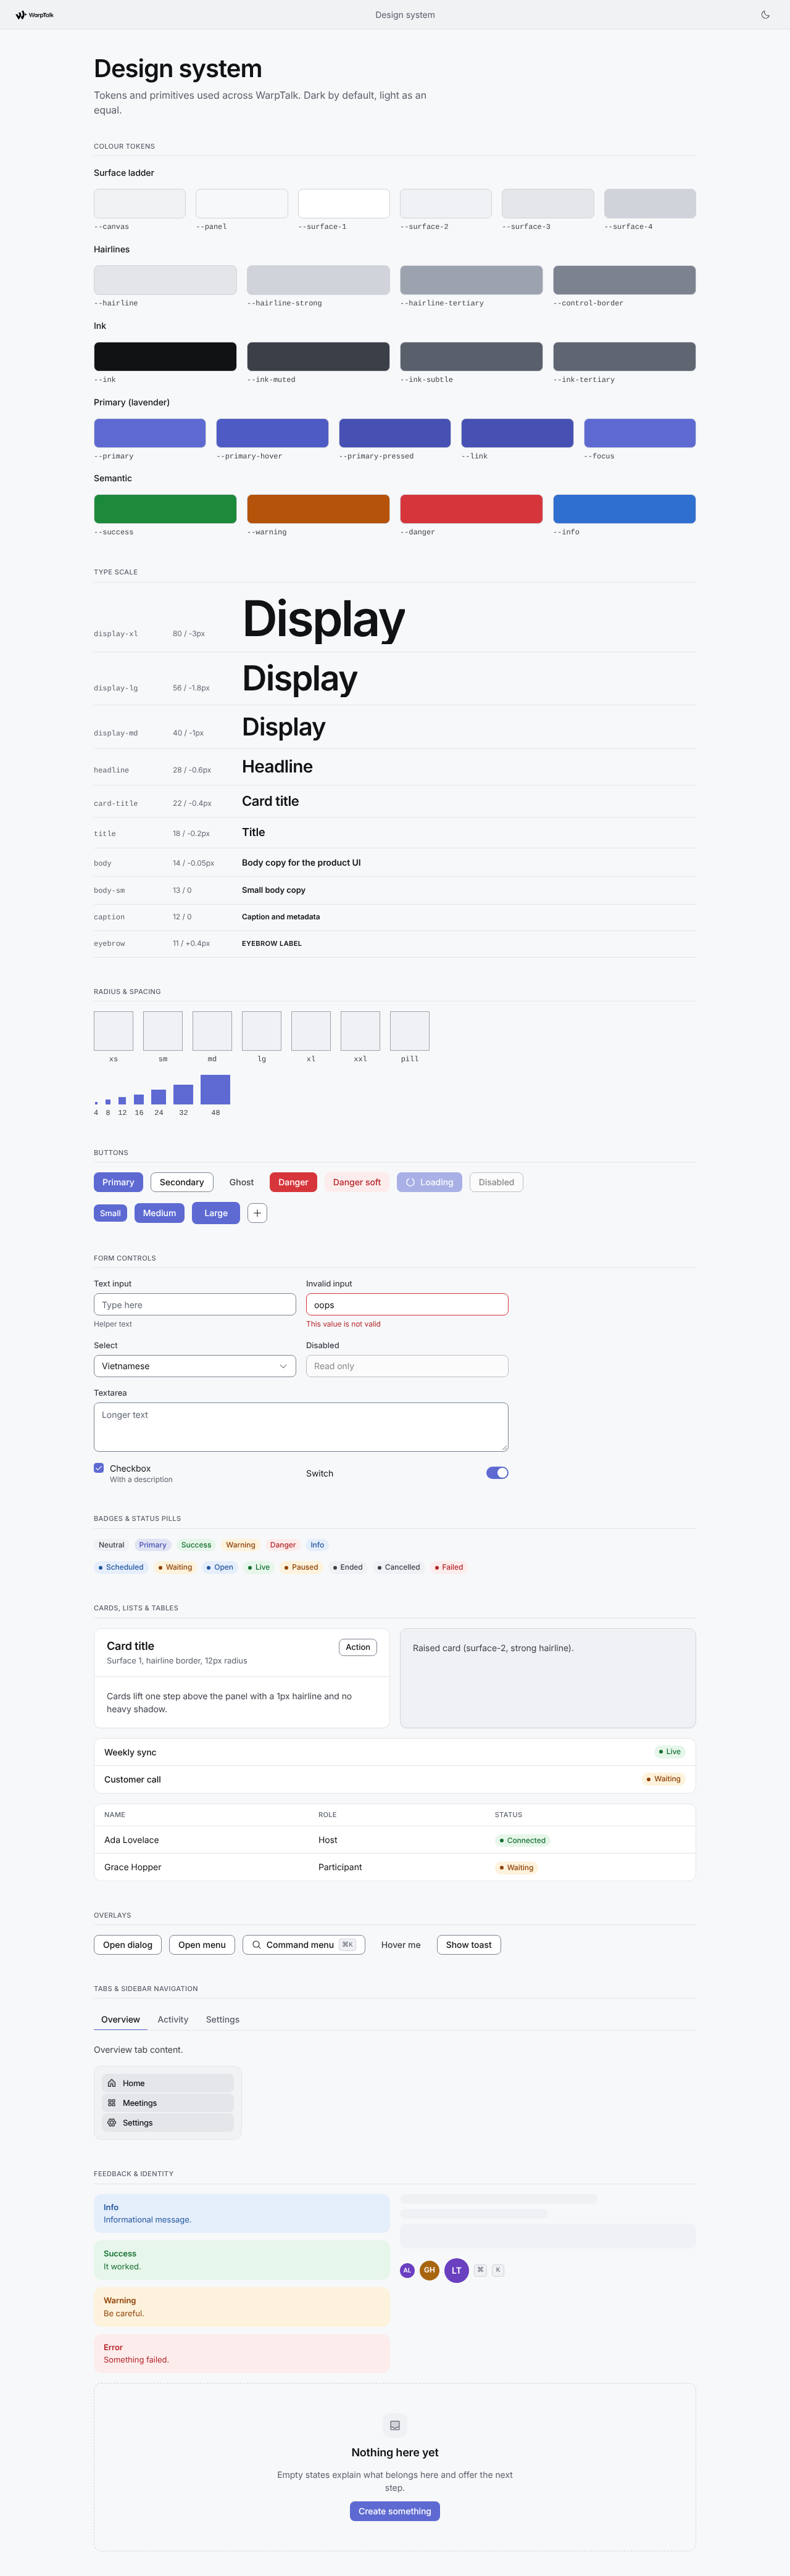 WarpTalk
Design system
Design system
Tokens and primitives used across WarpTalk. Dark by default, light as an
equal.
COLOUR TOKENS
Surface ladder
--canvas --panel --surface-1 --surface-2 --surface-3 --surface-4
Hairlines
--hairline --hairline-strong --hairline-tertiary --control-border
Ink
--ink --ink-muted --ink-subtle --ink-tertiary
Primary (lavender)
--primary --primary-hover --primary-pressed --link --focus
Semantic
--success --warning --danger --info
TYPE SCALE
display-xl 80 / -3px Display
display-lg 56 / -1.8px Display
display-md 40 / -1px Display
headline 28 / -0.6px Headline
card-title 22 / -0.4px Card title
title 18 / -0.2px Title
body 14 / -0.05px Body copy for the product UI
body-sm 13 / 0 Small body copy
caption 12 / 0 Caption and metadata
eyebrow 11 / +0.4px EYEBROW LABEL
RADIUS & SPACING
xs sm md lg xl xxl pill
4 8 12 16 24 32 48
BUTTONS
Primary Secondary Ghost Danger Danger soft Loading Disabled
Small Medium Large
FORM CONTROLS
Text input Invalid input
Type here oops
Helper text This value is not valid
Select Disabled
Vietnamese Read only
Textarea
Longer text
Checkbox
With a description
Switch
BADGES & STATUS PILLS
Neutral Primary Success Warning Danger Info
Scheduled Waiting Open Live Paused Ended Cancelled Failed
CARDS, LISTS & TABLES
Card title
Surface 1, hairline border, 12px radius
Action
Cards lift one step above the panel with a 1px hairline and no
heavy shadow.
Raised card (surface-2, strong hairline).
Weekly sync Live
Customer call Waiting
NAME ROLE STATUS
Ada Lovelace Host Connected
Grace Hopper Participant Waiting
OVERLAYS
Open dialog Open menu Command menu ⌘K Hover me Show toast
TABS & SIDEBAR NAVIGATION
Overview Activity Settings
Overview tab content.
Home
Meetings
Settings
FEEDBACK & IDENTITY
Info
Informational message.
Success
It worked.
Warning
Be careful.
Error
Something failed.
AL GH LT ⌘ K
Nothing here yet
Empty states explain what belongs here and offer the next
step.
Create something